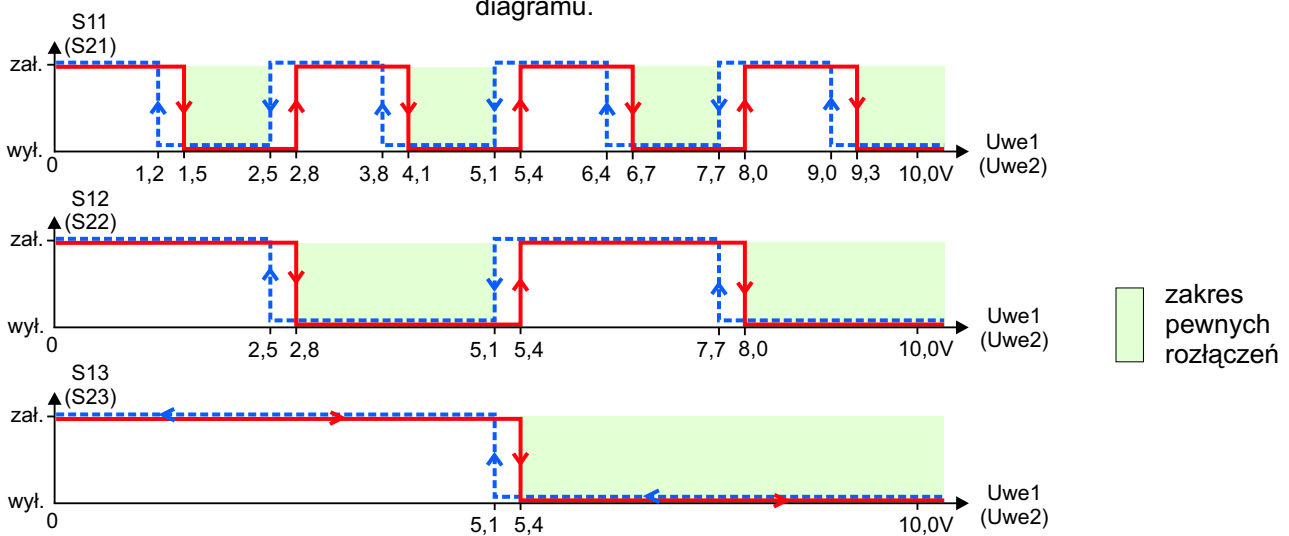 diagramu.
S11
(S21)
zał.
wył.
0
1,2 1,5 2,5 2,8 3,8 4,1 5,1 5,4 6,4 6,7 7,7 8,0 9,0 9,3 10,0V
Uwe1
(Uwe2)
S12
(S22)
zał.
wył.
0
2,5 2,8 5,1 5,4 7,7 8,0 10,0V
Uwe1
(Uwe2)
zakres
pewnych
rozłączeń
S13
(S23)
zał.
wył.
0
5,1 5,4 10,0V
Uwe1
(Uwe2)